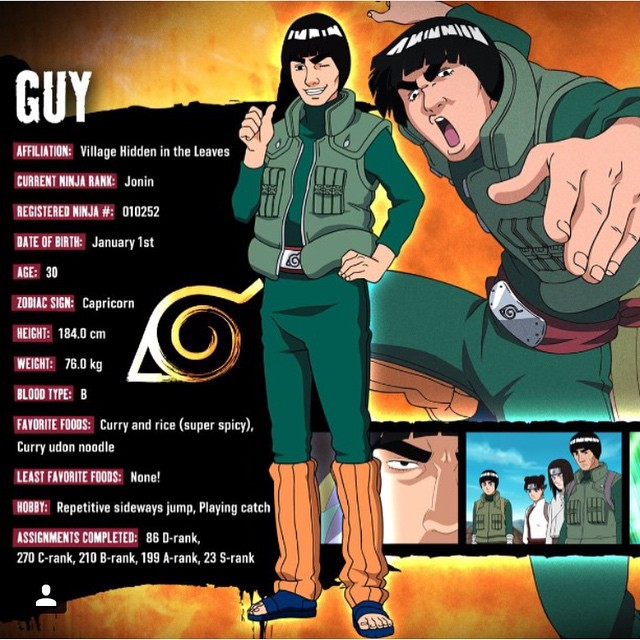 GUY
AFFILIATION: Village Hidden in the Leaves
CURRENT NINJA RANK: Jonin
REGISTERED NINJA #: 010252
DATE OF BIRTH: January 1st
AGE: 30
ZODIAC SIGN: Capricorn
HEIGHT: 184.0 cm
WEIGHT: 76.0 kg
BLOOD TYPE: B
FAVORITE FOODS: Curry and rice (super spicy),
Curry udon noodle
LEAST FAVORITE FOODS: None!
HOBBY: Repetitive sideways jump, Playing catch
ASSIGNMENTS COMPLETED: 86 D-rank,
270 C-rank, 210 B-rank, 199 A-rank, 23 S-rank